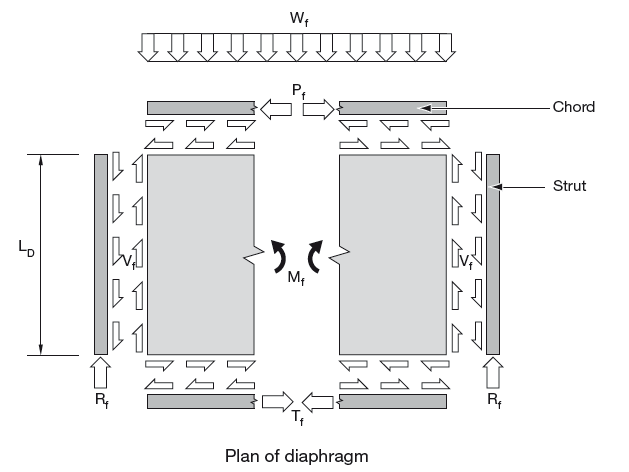 W_f
P_f
Chord
Strut
L_D
V_f
V_f
M_f
R_f
R_f
T_f
Plan of diaphragm